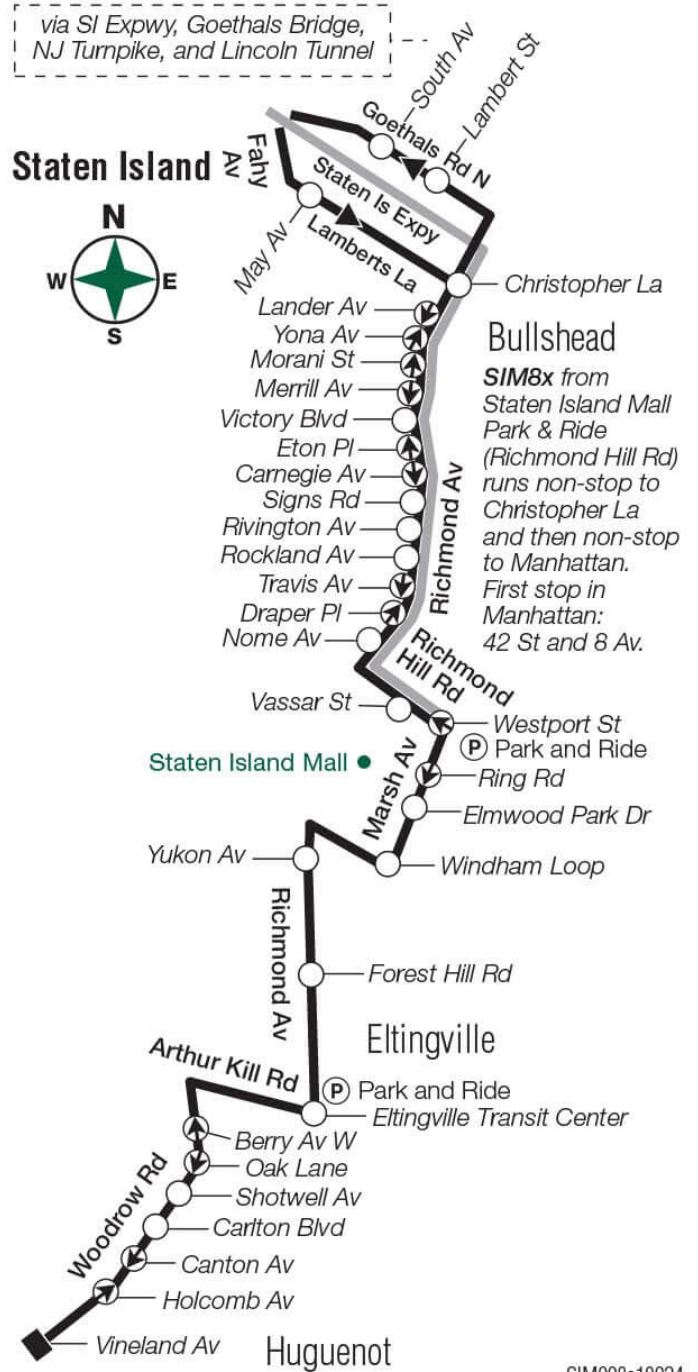 via SI Expwy, Goethals Bridge,
NJ Turnpike, and Lincoln Tunnel
South Av
Lambert St
Goethals Rd N
Staten Island
Fahy
Av
Staten Is Expy
N
W
E
S
May Av
Lamberts La
Christopher La
Lander Av
Yona Av
Morani St
Merrill Av
Victory Blvd
Eton Pl
Carnegie Av
Signs Rd
Rivington Av
Rockland Av
Travis Av
Draper Pl
Nome Av
Richmond Av
Bullshead
SIM8x from
Staten Island Mall
Park & Ride
(Richmond Hill Rd)
runs non-stop to
Christopher La
and then non-stop
to Manhattan.
First stop in
Manhattan:
42 St and 8 Av.
Richmond
Hill Rd
Vassar St
Westport St
P Park and Ride
Staten Island Mall
Marsh Av
Ring Rd
Elmwood Park Dr
Yukon Av
Windham Loop
Richmond Av
Forest Hill Rd
Eltingville
Arthur Kill Rd
P Park and Ride
Eltingville Transit Center
Berry Av W
Oak Lane
Woodrow Rd
Shotwell Av
Carlton Blvd
Canton Av
Holcomb Av
Vineland Av
Huguenot